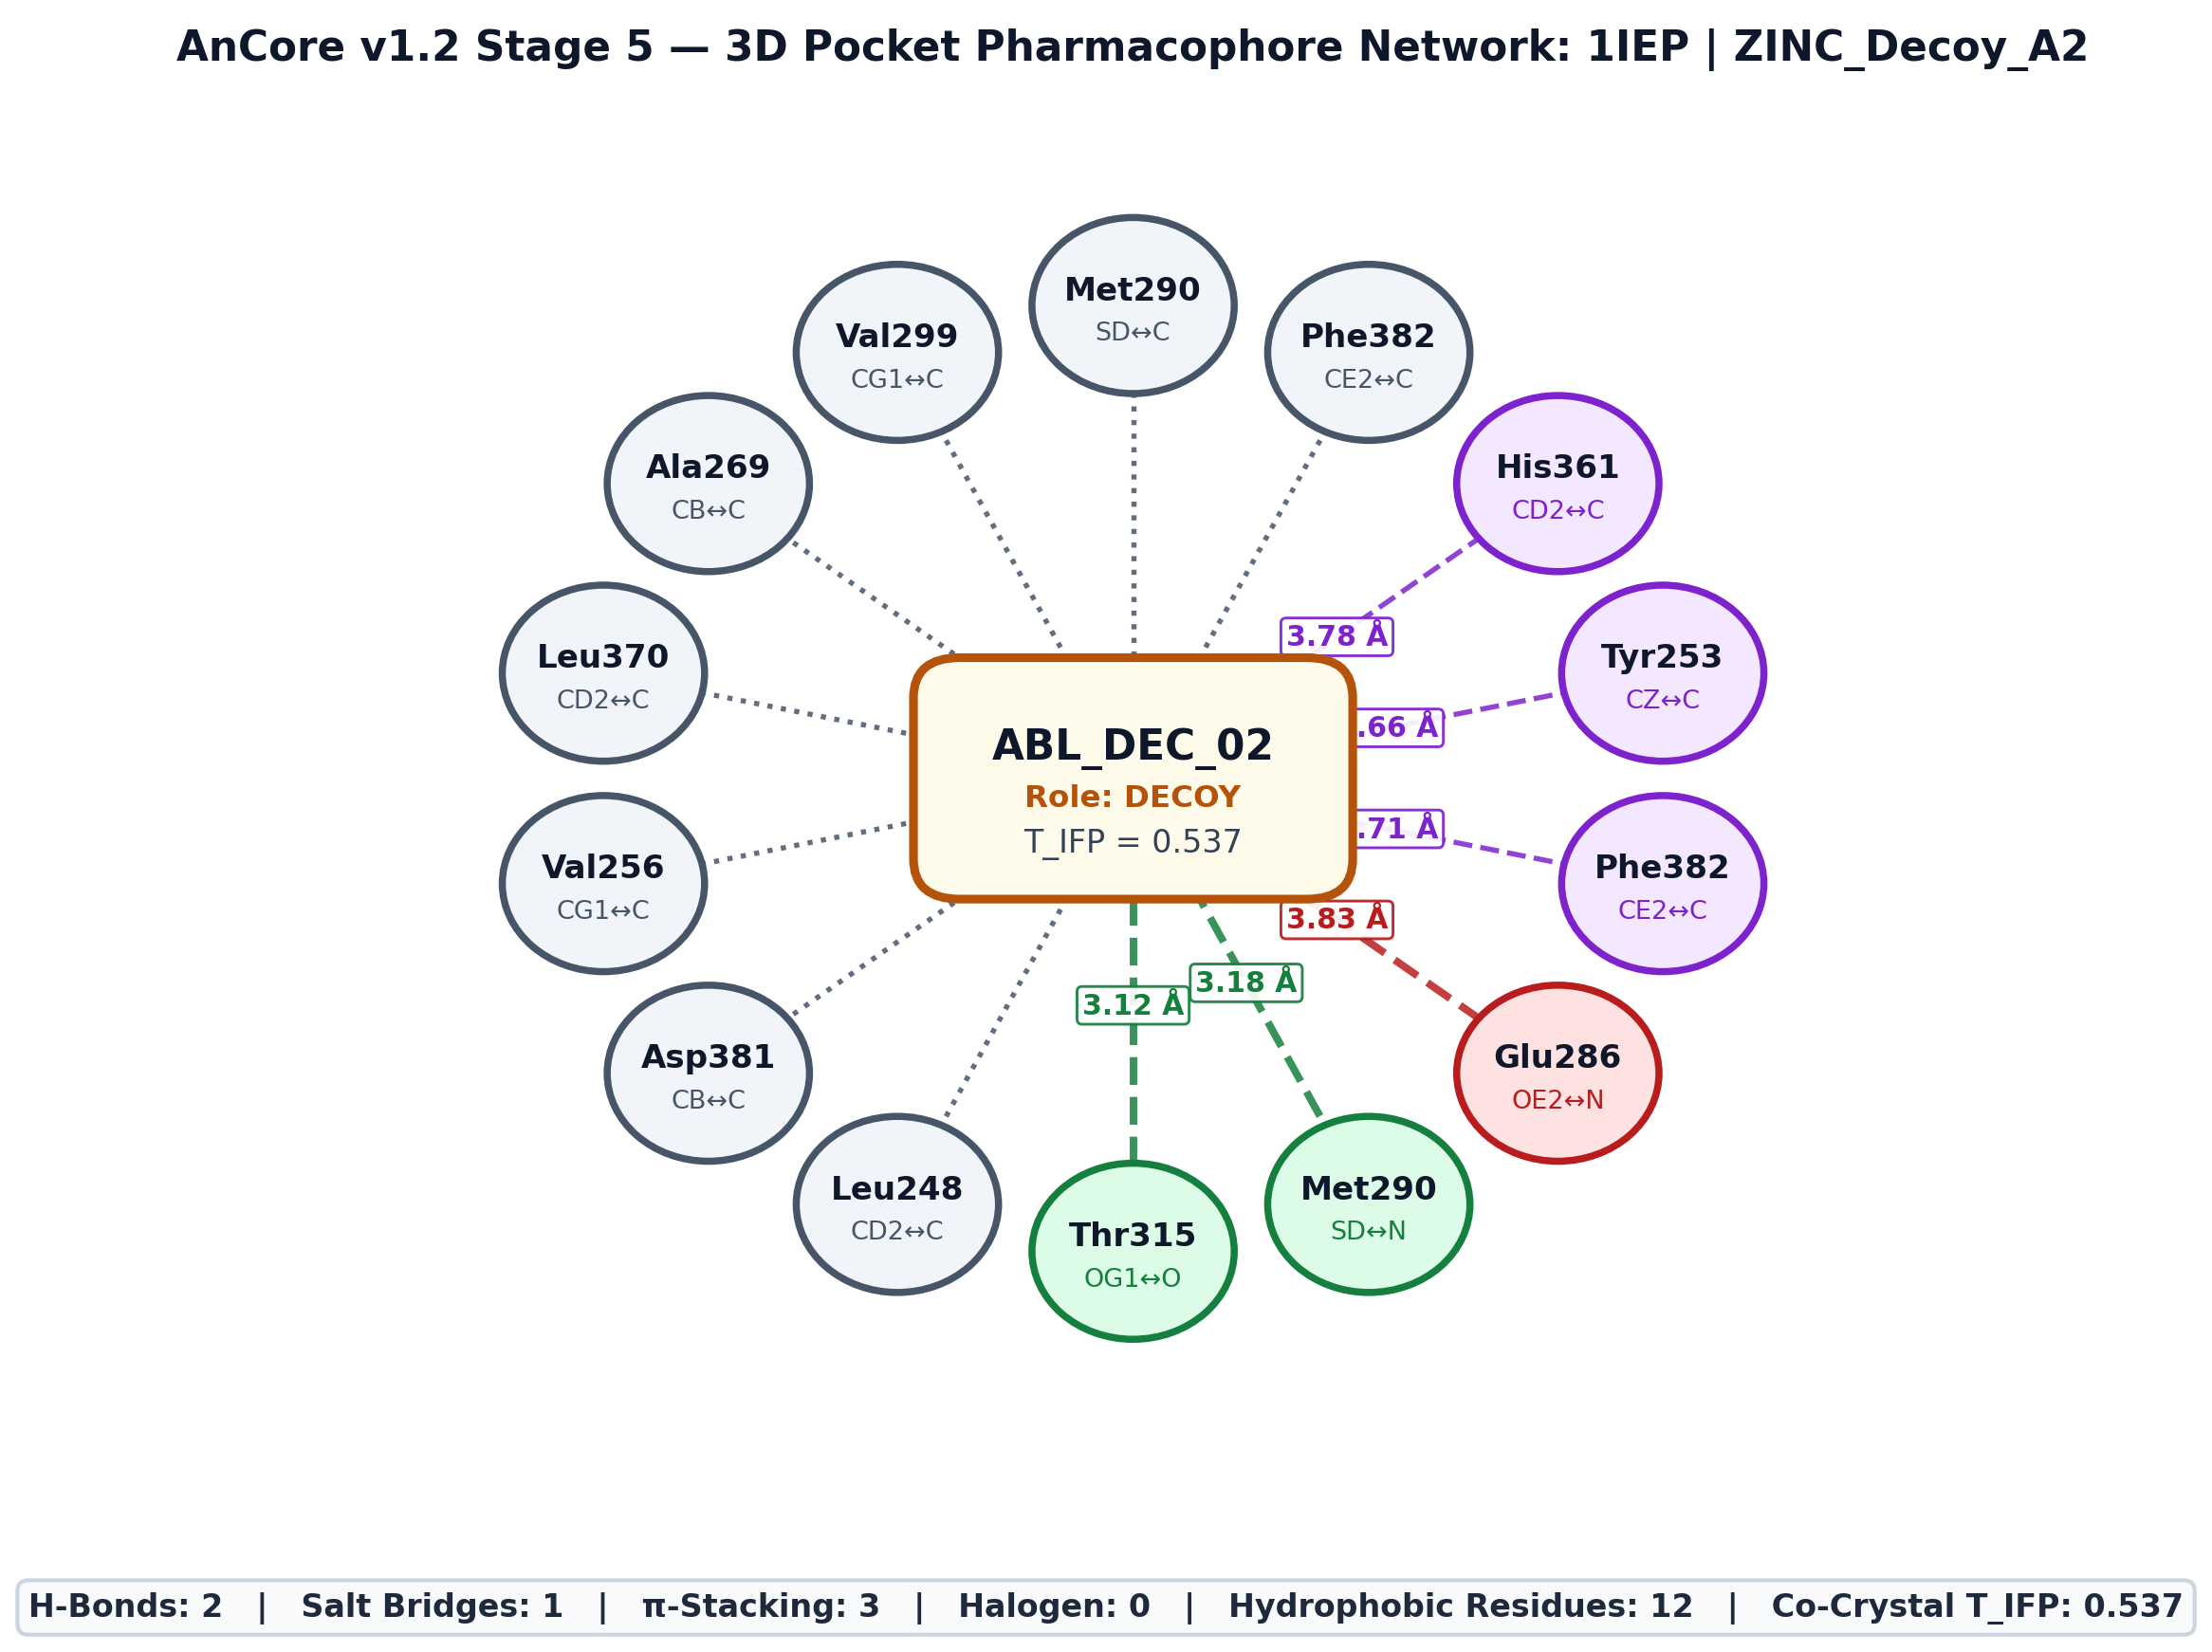 AnCore v1.2 Stage 5 — 3D Pocket Pharmacophore Network: 1IEP | ZINC_Decoy_A2
Met290
SD↔C
Val299
CG1↔C
Phe382
CE2↔C
Ala269
CB↔C
His361
CD2↔C
3.78 Å
Leu370
CD2↔C
Tyr253
CZ↔C
.66 Å
ABL_DEC_02
Role: DECOY
T_IFP = 0.537
.71 Å
Val256
CG1↔C
Phe382
CE2↔C
3.83 Å
3.18 Å
3.12 Å
Asp381
CB↔C
Glu286
OE2↔N
Leu248
CD2↔C
Met290
SD↔N
Thr315
OG1↔O
H-Bonds: 2 | Salt Bridges: 1 | π-Stacking: 3 | Halogen: 0 | Hydrophobic Residues: 12 | Co-Crystal T_IFP: 0.537